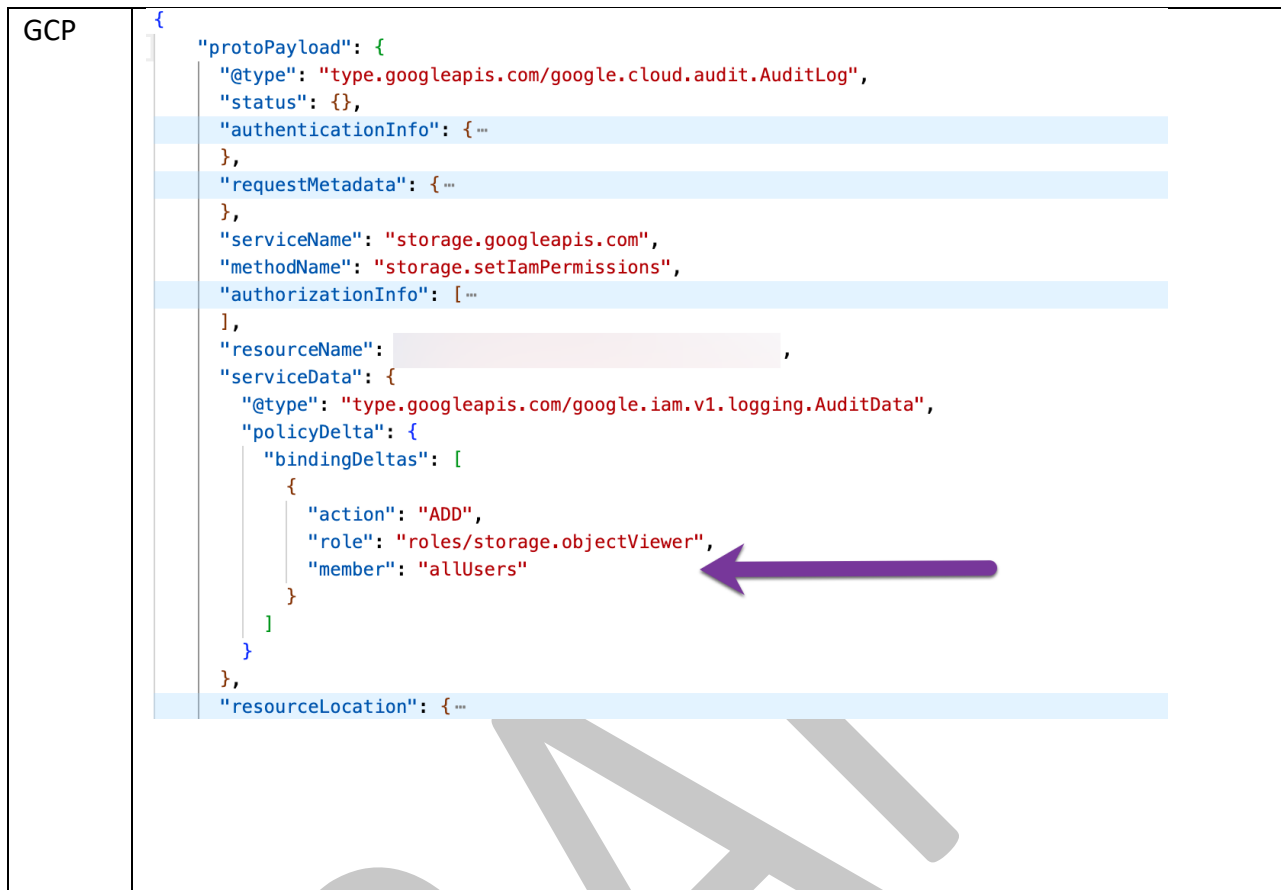 GCP
{
"protoPayload": {
"@type": "type.googleapis.com/google.cloud.audit.AuditLog",
"status": {},
"authenticationInfo": {…
},
"requestMetadata": {…
},
"serviceName": "storage.googleapis.com",
"methodName": "storage.setIamPermissions",
"authorizationInfo": […
],
"resourceName": ,
"serviceData": {
"@type": "type.googleapis.com/google.iam.v1.logging.AuditData",
"policyDelta": {
"bindingDeltas": [
{
"action": "ADD",
"role": "roles/storage.objectViewer",
"member": "allUsers"
}
]
}
},
"resourceLocation": {…